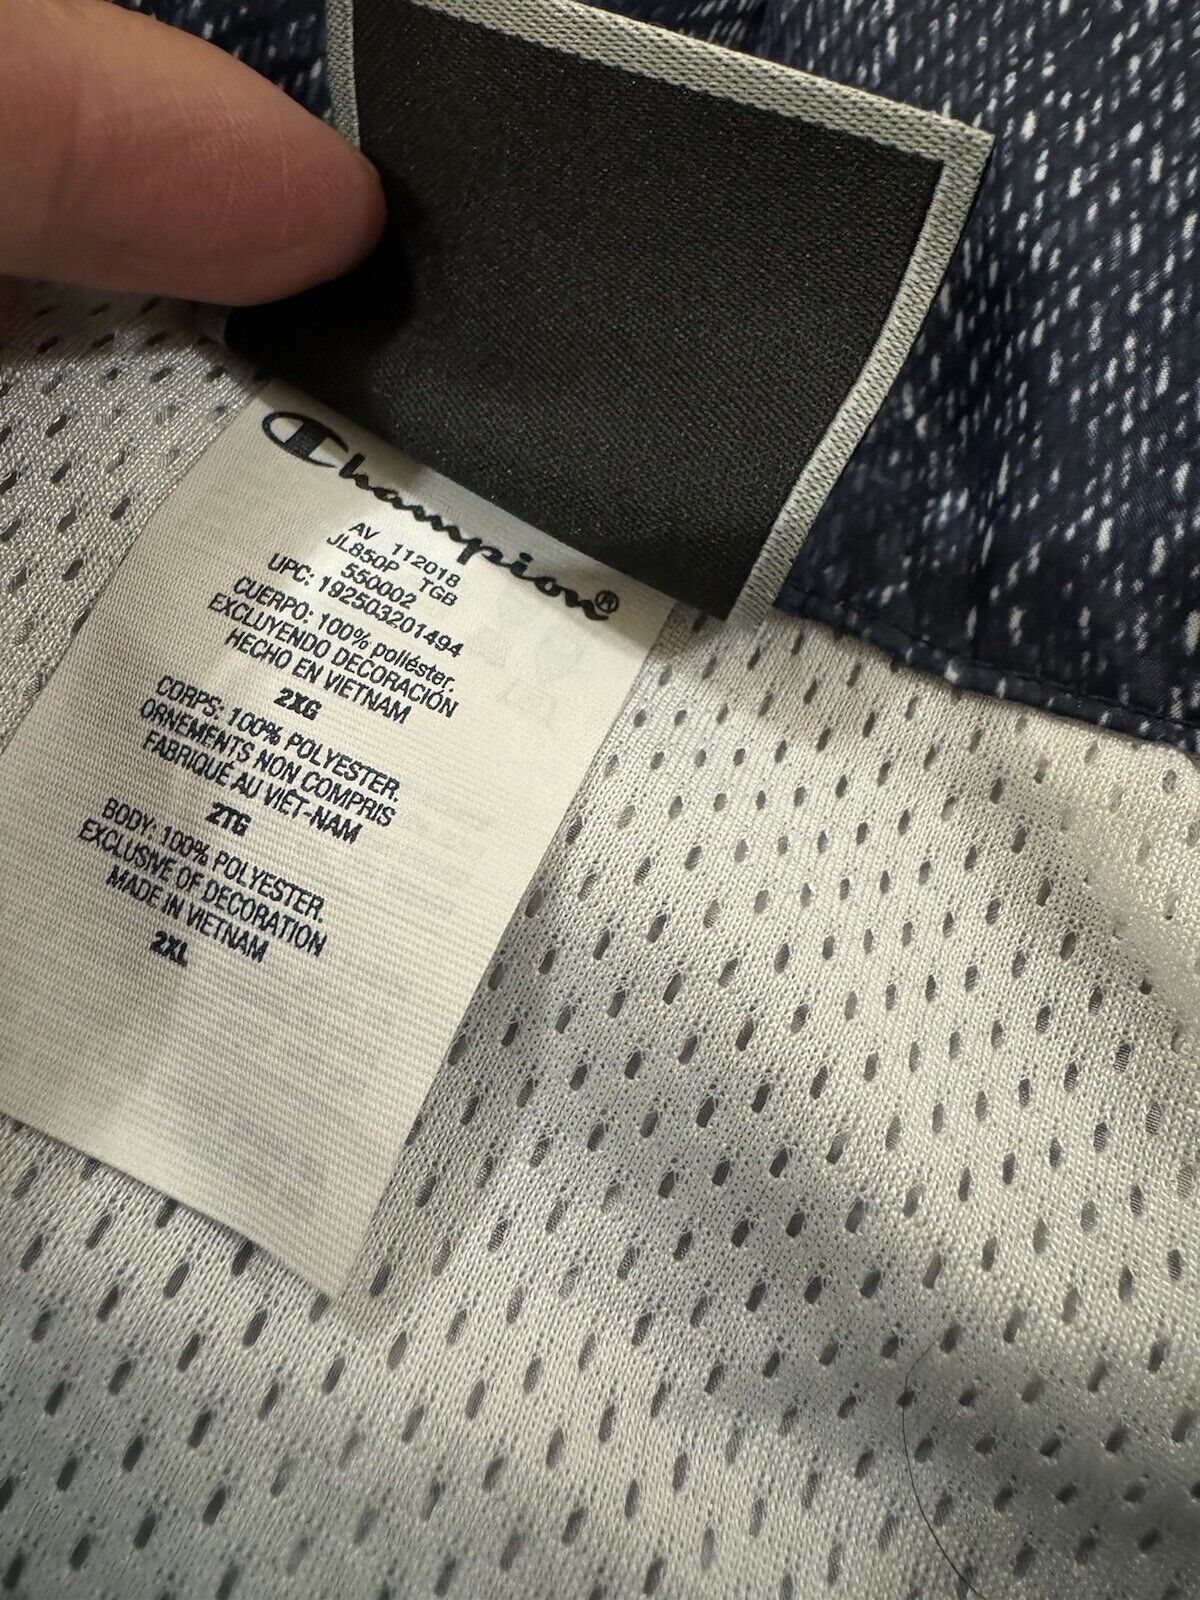 Champion®
AV 112018
JL850P TGB
550002
UPC: 192503201494
CUERPO: 100% poliéster.
EXCLUYENDO DECORACIÓN
HECHO EN VIETNAM
2XG
CORPS: 100% POLYESTER.
ORNEMENTS NON COMPRIS
FABRIQUÉ AU VIÊT-NAM
2TG
BODY: 100% POLYESTER.
EXCLUSIVE OF DECORATION
MADE IN VIETNAM
2XL